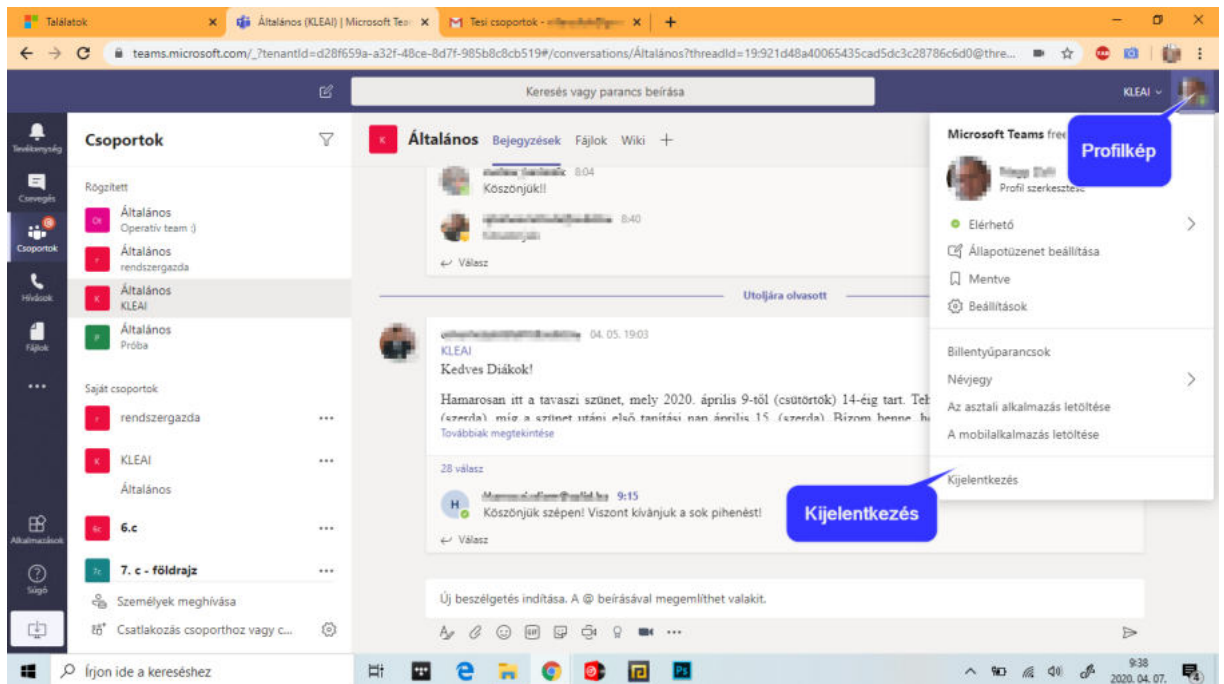 Találatok
Általános (KLEAI) | Microsoft Tea
Tesi csoportok -
teams.microsoft.com/_?tenantId=d28f659a-a32f-48ce-8d7f-985b8c8cb519#/conversations/Általános?threadId=19:921d48a40065435cad5dc3c28786c6d0@thre...
Keresés vagy parancs beírása
KLEAI
Tevékenység
Csevegés
Csoportok
Hívások
Fájlok
Alkalmazások
Súgó
Csoportok
Rögzített
Általános
Operatív team :)
Általános
rendszergazda
Általános
KLEAI
Általános
Próba
Saját csoportok
rendszergazda
KLEAI
Általános
6.c
7. c - földrajz
Személyek meghívása
Csatlakozás csoporthoz vagy c...
Általános Bejegyzések Fájlok Wiki
8:04
Köszönjük!!
8:40
Válasz
Utoljára olvasott
04. 05. 19:03
KLEAI
Kedves Diákok!
Hamarosan itt a tavaszi szünet, mely 2020. április 9-től (csütörtök) 14-éig tart. Teh
(szerda), míg a szünet utáni első tanítási nap április 15. (szerda). Bízom benne, h
Továbbiak megtekintése
28 válasz
H
9:15
Köszönjük szépen! Viszont kívánjuk a sok pihenést!
Válasz
Új beszélgetés indítása. A @ beírásával megemlíthet valakit.
GIF
Microsoft Teams free
Profilkép
Profil szerkesztése
Elérhető
Állapotüzenet beállítása
Mentve
Beállítások
Billentyűparancsok
Névjegy
Az asztali alkalmazás letöltése
A mobilalkalmazás letöltése
Kijelentkezés
Kijelentkezés
Írjon ide a kereséshez
9:38
2020. 04. 07.